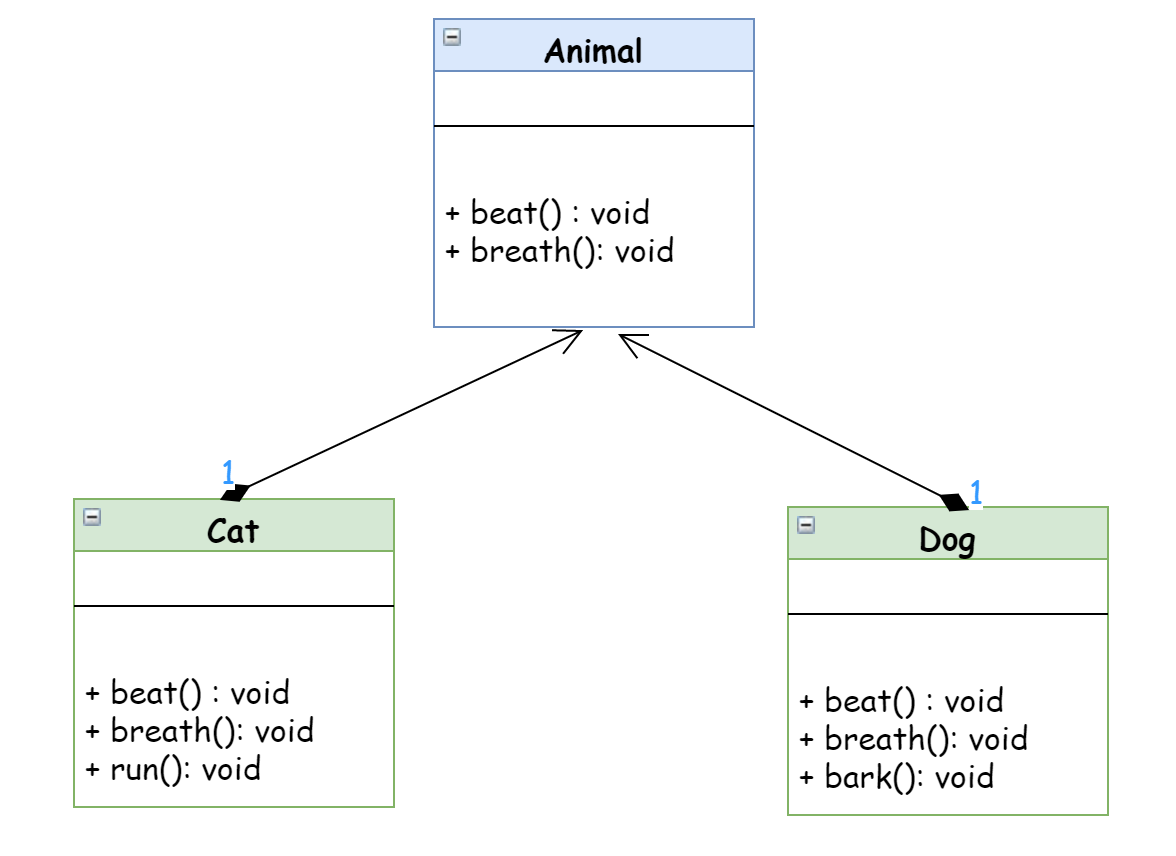 Animal
+ beat() : void
+ breath(): void
1
Cat
+ beat() : void
+ breath(): void
+ run(): void
1
Dog
+ beat() : void
+ breath(): void
+ bark(): void